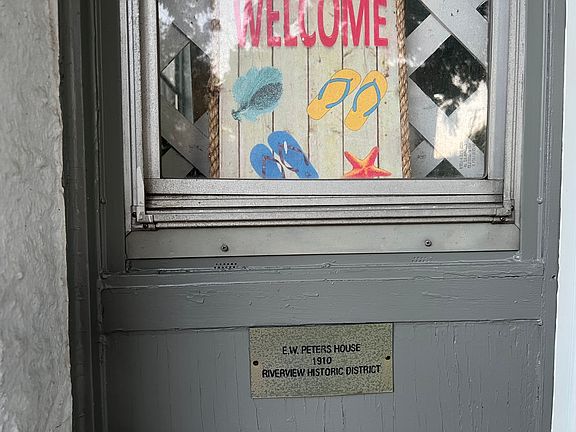 WELCOME
E.W. PETERS HOUSE
1910
RIVERVIEW HISTORIC DISTRICT